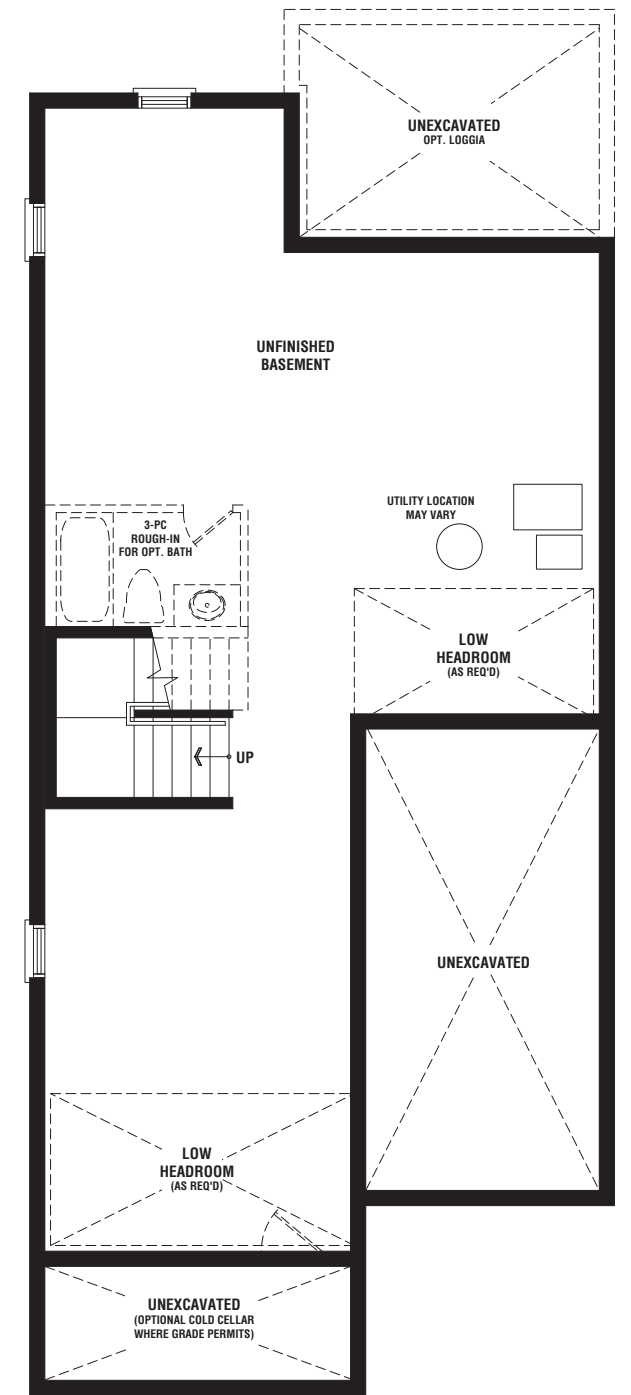 UNEXCAVATED
OPT. LOGGIA
UNFINISHED
BASEMENT
UTILITY LOCATION
MAY VARY
3-PC
ROUGH-IN
FOR OPT. BATH
LOW
HEADROOM
(AS REQ'D)
UP
UNEXCAVATED
LOW
HEADROOM
(AS REQ'D)
UNEXCAVATED
(OPTIONAL COLD CELLAR
WHERE GRADE PERMITS)